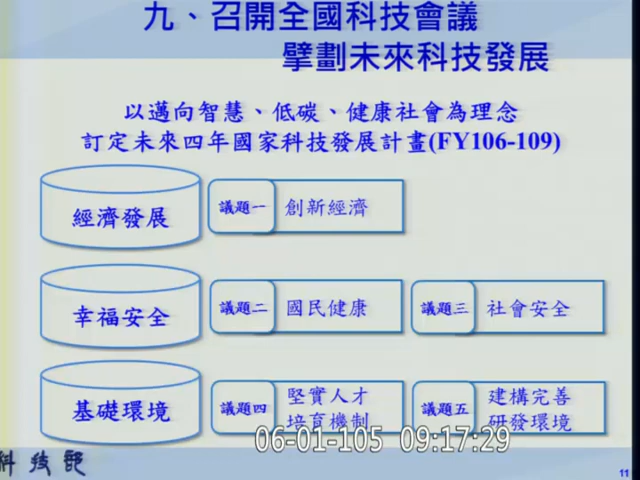 九、召開全國科技會議
擘劃未來科技發展
以邁向智慧、低碳、健康社會為理念
訂定未來四年國家科技發展計畫(FY106-109)
經濟發展
議題一
創新經濟
幸福安全
議題二
國民健康
議題三
社會安全
基礎環境
議題四
堅實人才
培育機制
議題五
建構完善
研發環境
06-01-105 09:17:29
科技部
11